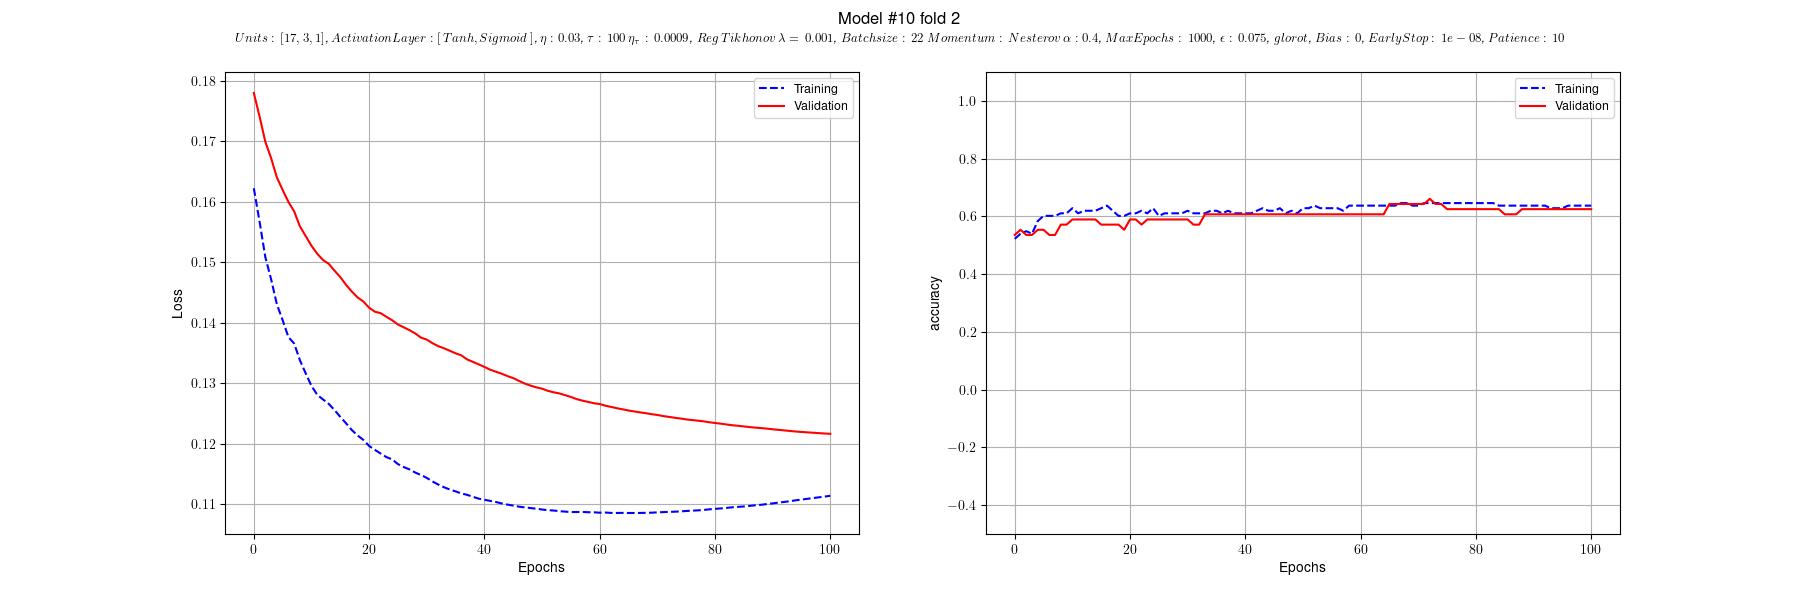 Model #10 fold 2
Units : [17, 3, 1], ActivationLayer : [ Tanh, Sigmoid ], η : 0.03, τ : 100 η_τ : 0.0009, Reg Tikhonov λ = 0.001, Batchsize : 22 Momentum : Nesterov α : 0.4, MaxEpochs : 1000, ϵ : 0.075, glorot, Bias : 0, EarlyStop : 1e − 08, Patience : 10
Training
Validation
0.18
0.17
0.16
0.15
0.14
0.13
0.12
0.11
Loss
0 20 40 60 80 100
Epochs
Training
Validation
1.0
0.8
0.6
0.4
0.2
0.0
−0.2
−0.4
accuracy
0 20 40 60 80 100
Epochs